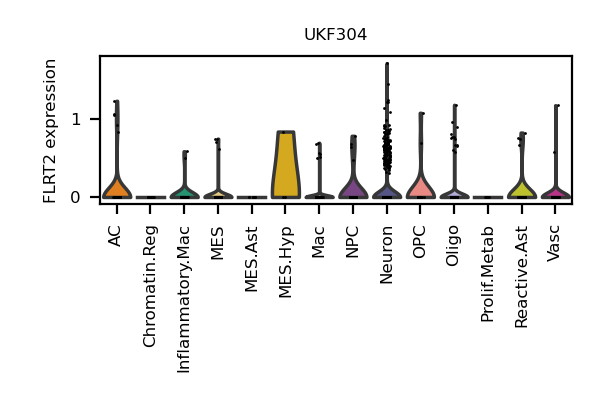 UKF304
FLRT2 expression
1
0
AC
Chromatin.Reg
Inflammatory.Mac
MES
MES.Ast
MES.Hyp
Mac
NPC
Neuron
OPC
Oligo
Prolif.Metab
Reactive.Ast
Vasc